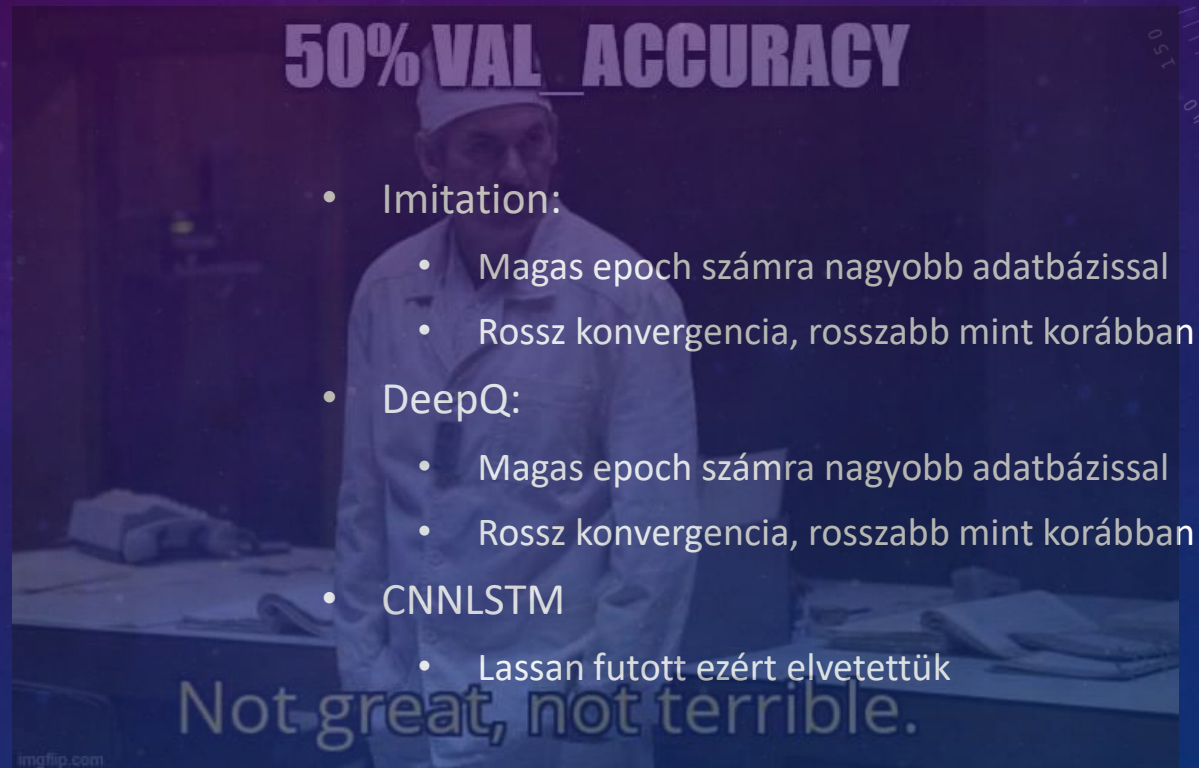 50% VAL_ACCURACY
• Imitation:
• Magas epoch számra nagyobb adatbázissal
• Rossz konvergencia, rosszabb mint korábban
• DeepQ:
• Magas epoch számra nagyobb adatbázissal
• Rossz konvergencia, rosszabb mint korábban
• CNNLSTM
• Lassan futott ezért elvetettük
Not great, not terrible.
imgflip.com
150